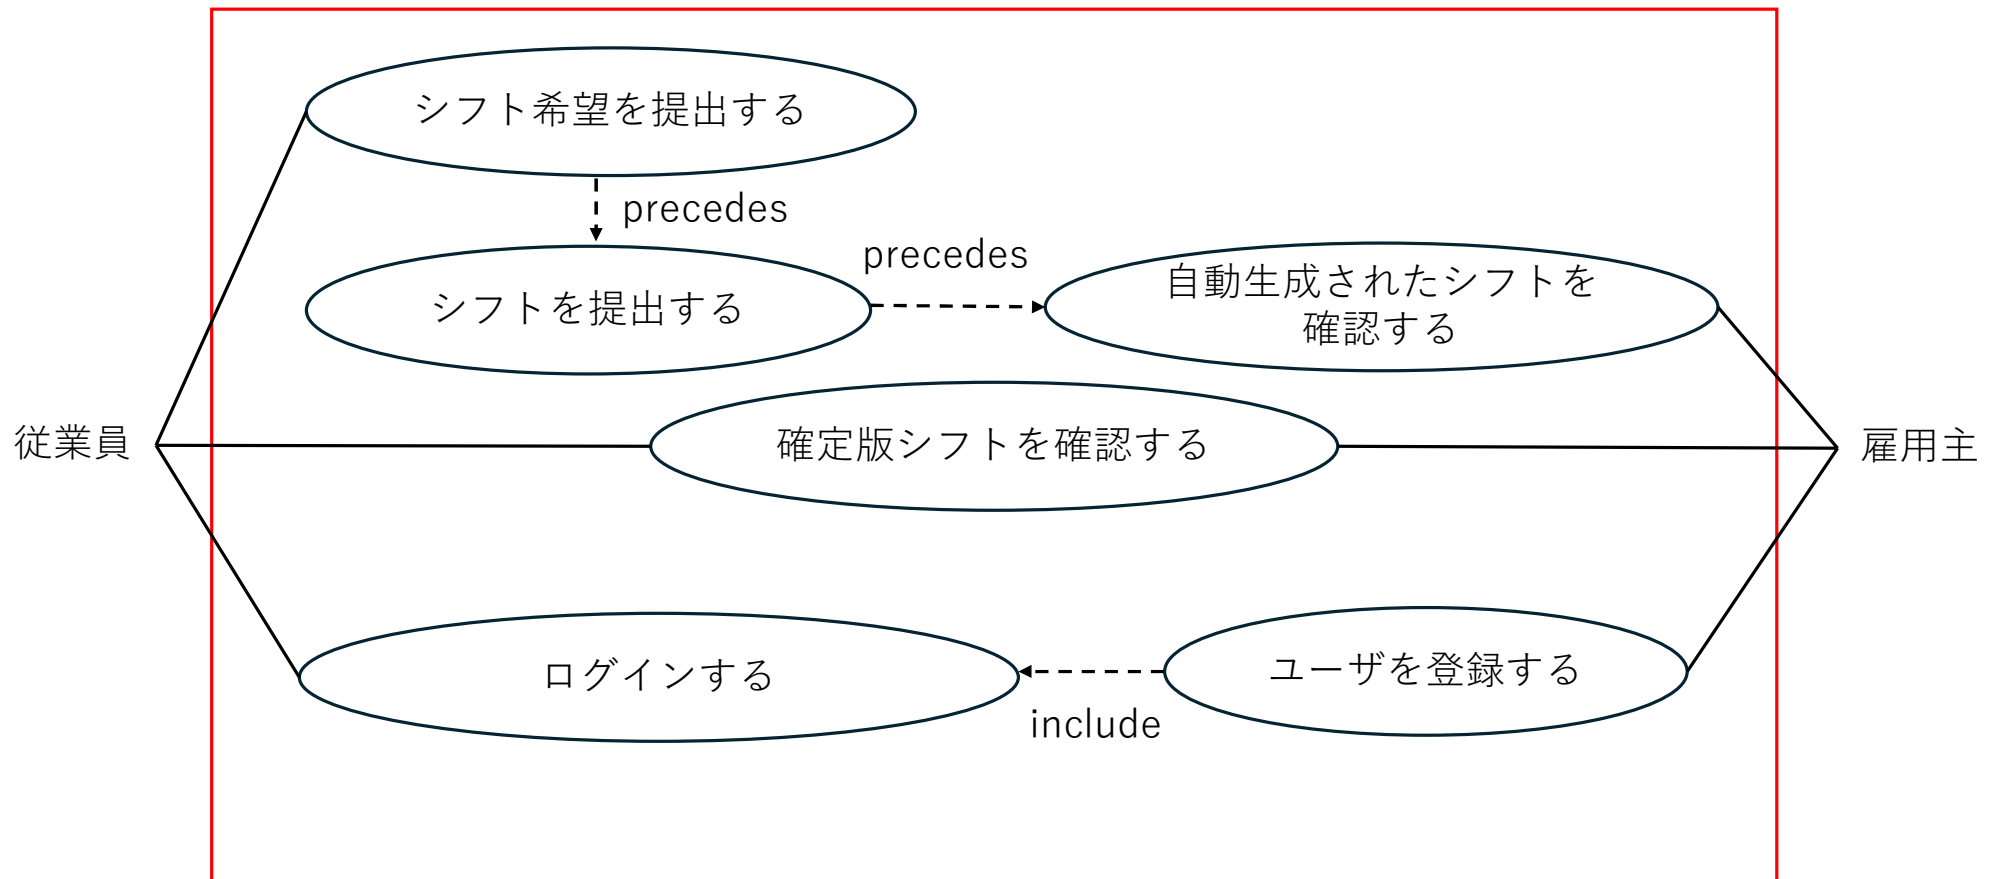 シフト希望を提出する
precedes
precedes
シフトを提出する
自動生成されたシフトを
確認する
従業員
確定版シフトを確認する
雇用主
ログインする
ユーザを登録する
include